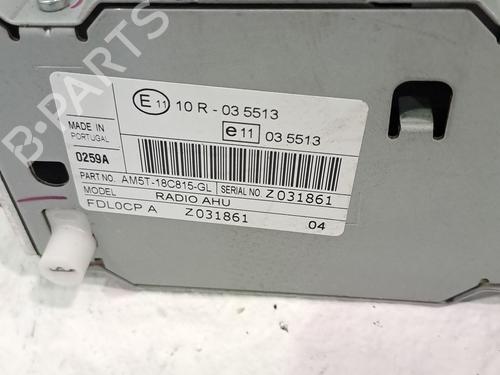 B-PARTS
E 11 10 R - 03 5513
e 11 03 5513
MADE IN
PORTUGAL
0259A
PART NO. AM5T-18C815-GL SERIAL NO. Z031861
MODEL RADIO AHU
FDL0CP A Z031861 04